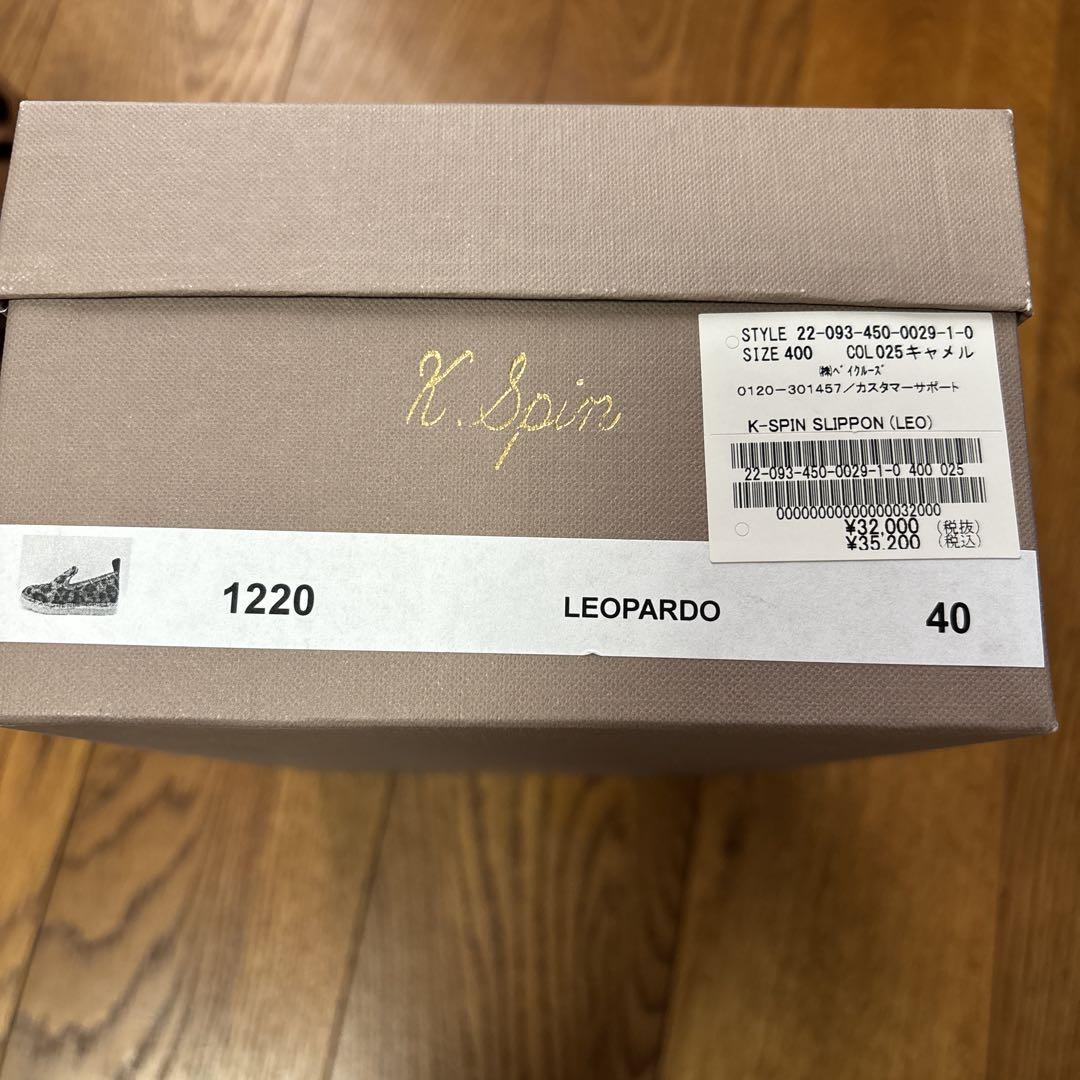 K. Spin
STYLE 22-093-450-0029-1-0
SIZE 400 COL 025キャメル
㈱ベイクルーズ
0120-301457/カスタマーサポート
K-SPIN SLIPPON (LEO)
22-093-450-0029-1-0 400 025
00000000000000032000
¥32,000 (税抜)
¥35,200 (税込)
1220 LEOPARDO 40